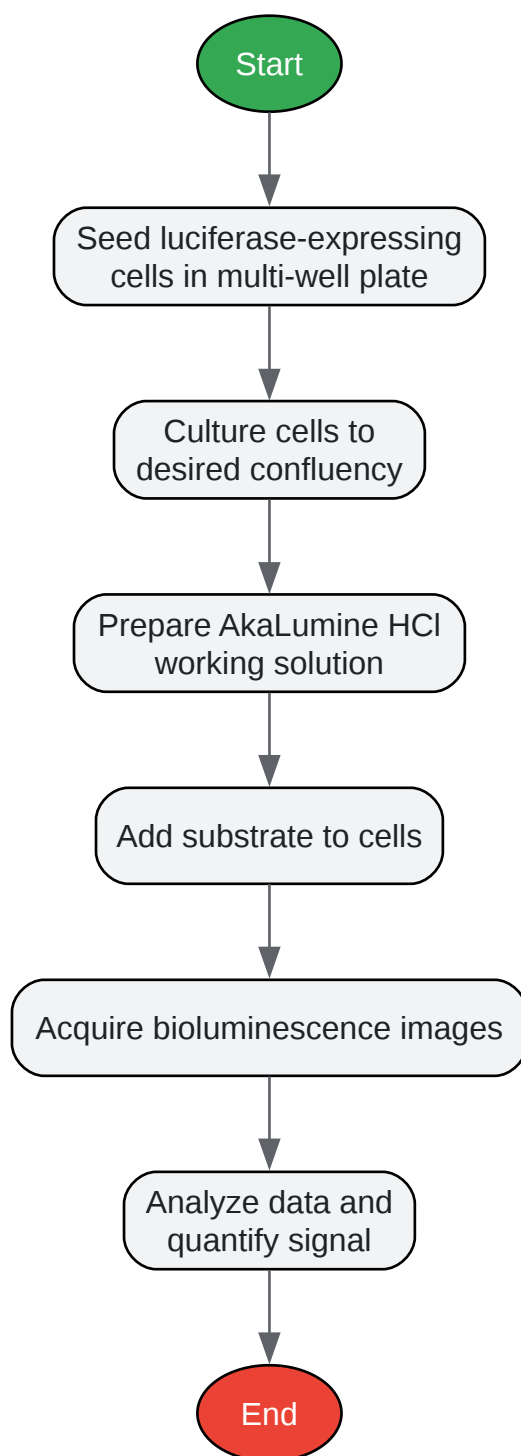 Start
Seed luciferase-expressing
cells in multi-well plate
Culture cells to
desired confluency
Prepare AkaLumine HCl
working solution
Add substrate to cells
Acquire bioluminescence images
Analyze data and
quantify signal
End